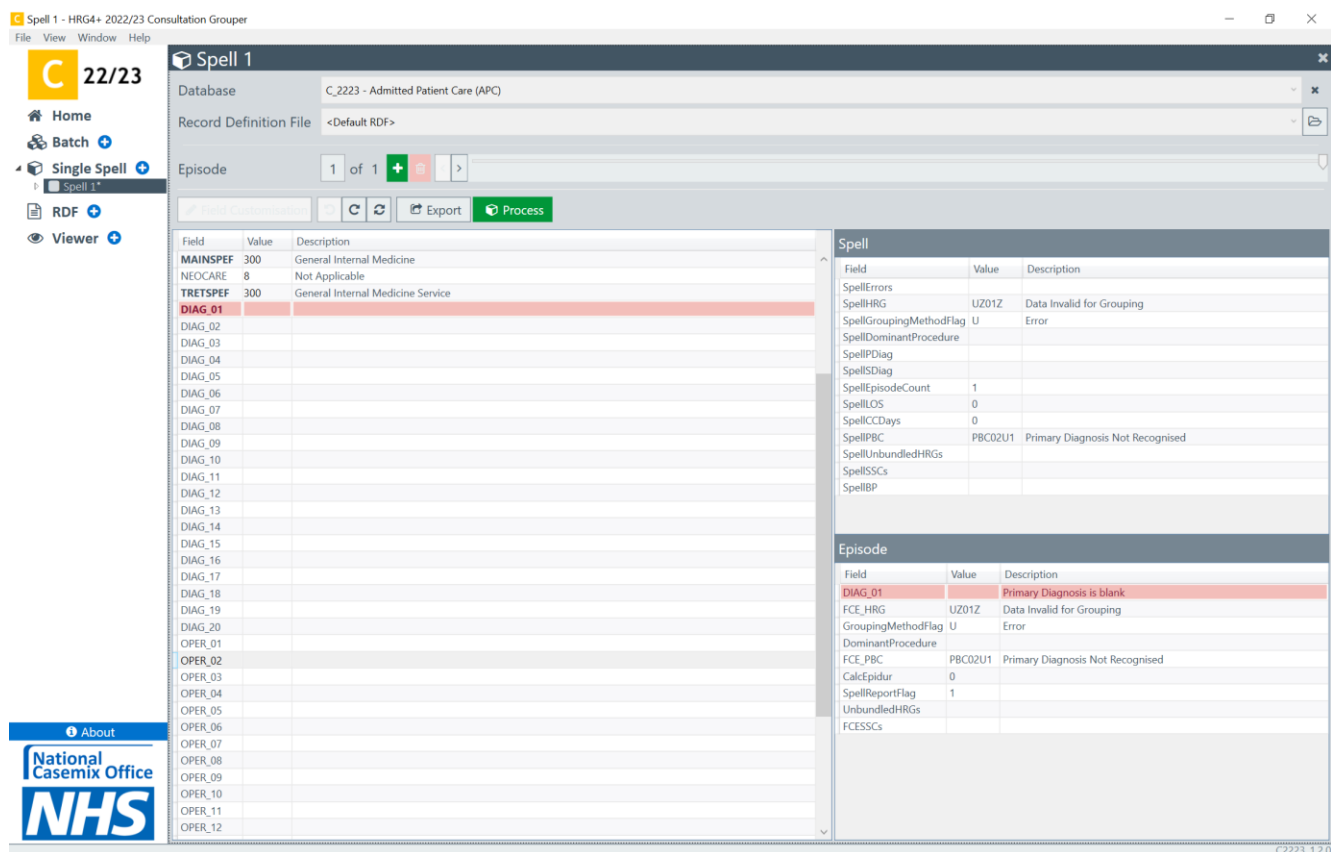 C Spell 1 - HRG4+ 2022/23 Consultation Grouper
File View Window Help
C 22/23
Home
Batch
Single Spell
Spell 1*
RDF
Viewer
About
National
Casemix Office
NHS
Spell 1
Database C_2223 - Admitted Patient Care (APC)
Record Definition File <Default RDF>
Episode 1 of 1
Field Customisation Export Process
Field Value Description
MAINSPEF 300 General Internal Medicine
NEOCARE 8 Not Applicable
TRETSPEF 300 General Internal Medicine Service
DIAG_01
DIAG_02
DIAG_03
DIAG_04
DIAG_05
DIAG_06
DIAG_07
DIAG_08
DIAG_09
DIAG_10
DIAG_11
DIAG_12
DIAG_13
DIAG_14
DIAG_15
DIAG_16
DIAG_17
DIAG_18
DIAG_19
DIAG_20
OPER_01
OPER_02
OPER_03
OPER_04
OPER_05
OPER_06
OPER_07
OPER_08
OPER_09
OPER_10
OPER_11
OPER_12
Spell
Field Value Description
SpellErrors
SpellHRG UZ01Z Data Invalid for Grouping
SpellGroupingMethodFlag U Error
SpellDominantProcedure
SpellPDiag
SpellSDiag
SpellEpisodeCount 1
SpellLOS 0
SpellCCDays 0
SpellPBC PBC02U1 Primary Diagnosis Not Recognised
SpellUnbundledHRGs
SpellSSCs
SpellBP
Episode
Field Value Description
DIAG_01 Primary Diagnosis is blank
FCE_HRG UZ01Z Data Invalid for Grouping
GroupingMethodFlag U Error
DominantProcedure
FCE_PBC PBC02U1 Primary Diagnosis Not Recognised
CalcEpidur 0
SpellReportFlag 1
UnbundledHRGs
FCESSCs
C2223_1.2.0